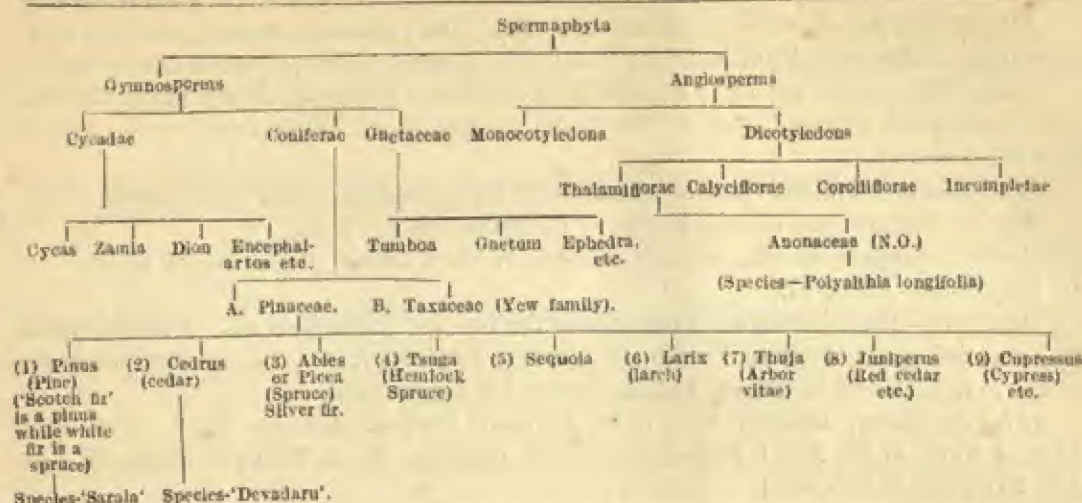 Spermaphyta
Gymnosperms Angiosperms
Cycadae Coniferae Gnetaceae Monocotyledons Dicotyledons
Thalamiflorae Calyciflorae Corolliflorae Incompletae
Cycas Zamia Dion Encephal-
artos etc.
Tumboa Gnetum Ephedra,
etc.
Anonaceae (N.O.)
(Species—Polyalthia longifolia)
A. Pinaceae. B. Taxaceae (Yew family).
(1) Pinus
(Pine)
('Scotch fir'
is a pinus
while white
fir is a
spruce)
Species-'Sarala'
(2) Cedrus
(cedar)
Species-'Devadaru'.
(3) Abies
or Picea
(Spruce)
Silver fir.
(4) Tsuga
(Hemlock
Spruce)
(5) Sequoia
(6) Larix
(larch)
(7) Thuja
(Arbor
vitae)
(8) Juniperus
(Red cedar
etc.)
(9) Cupressus
(Cypress)
etc.